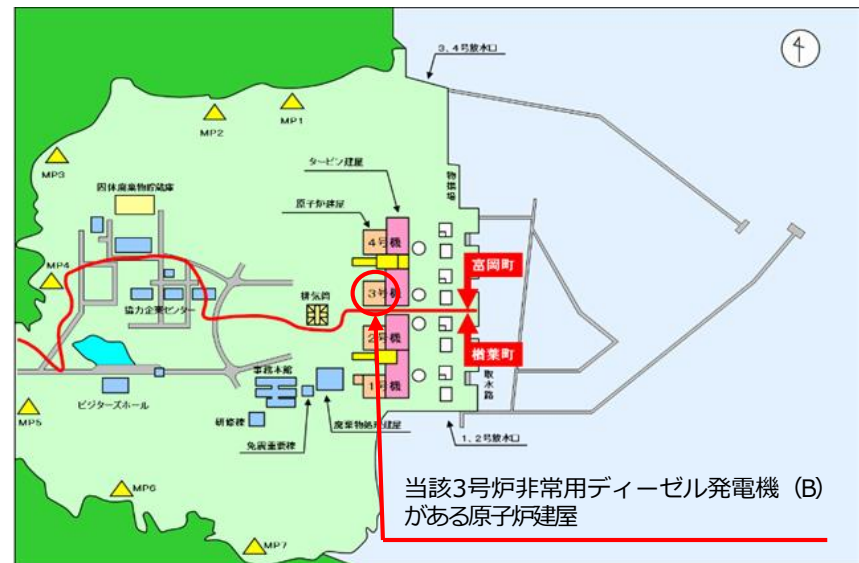 3、4号放水口
MP1
MP2
タービン建屋
MP3
固体廃棄物貯蔵庫
物揚場
原子炉建屋
4号機
富岡町
MP4
排気筒
3号機
協力企業センター
2号機
楢葉町
事務本館
1号機
取水路
ビジターズホール
MP5
研修棟
廃棄物処理建屋
免震重要棟
1、2号放水口
MP6
当該3号炉非常用ディーゼル発電機（B）
がある原子炉建屋
MP7